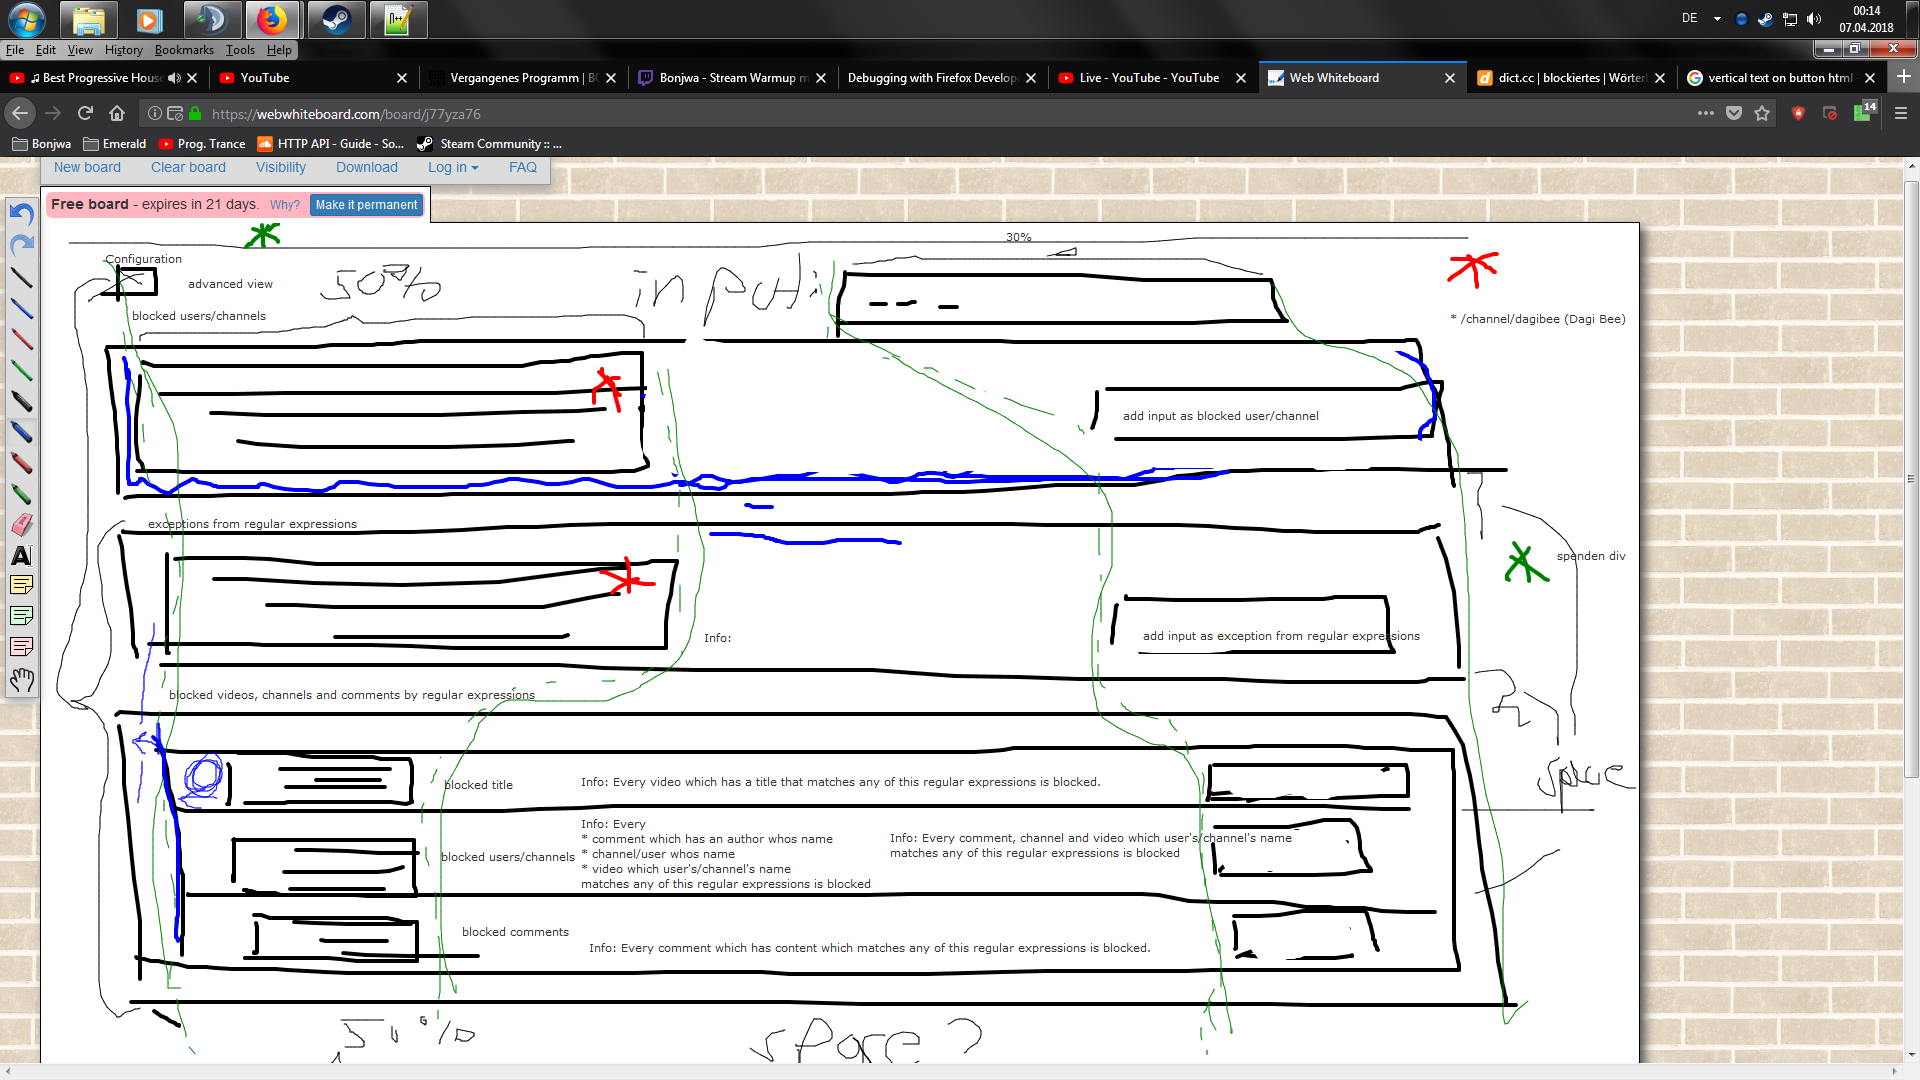 DE
00:14
07.04.2018
File Edit View History Bookmarks Tools Help
♫ Best Progressive House
YouTube
Vergangenes Programm | B
Bonjwa - Stream Warmup m
Debugging with Firefox Develop
Live - YouTube - YouTube
Web Whiteboard
dict.cc | blockiertes | Wörter
vertical text on button html
https://webwhiteboard.com/board/j77yza76
14
Bonjwa Emerald Prog. Trance HTTP API - Guide - So... Steam Community :: ...
New board Clear board Visibility Download Log in FAQ
Free board - expires in 21 days. Why? Make it permanent
30%
Configuration
advanced view
50%
input:
blocked users/channels
* /channel/dagibee (Dagi Bee)
add input as blocked user/channel
exceptions from regular expressions
spenden div
Info:
add input as exception from regular expressions
blocked videos, channels and comments by regular expressions
space
blocked title
Info: Every video which has a title that matches any of this regular expressions is blocked.
blocked users/channels
Info: Every
* comment which has an author whos name
* channel/user whos name
* video which user's/channel's name
matches any of this regular expressions is blocked
Info: Every comment, channel and video which user's/channel's name
matches any of this regular expressions is blocked
blocked comments
Info: Every comment which has content which matches any of this regular expressions is blocked.
50%
space?
A